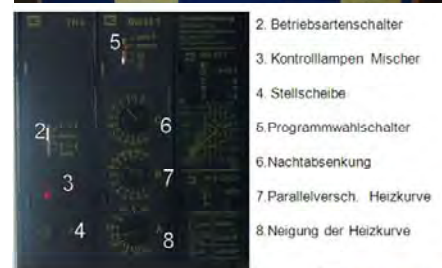 5
2
6
3
7
4
8
2. Betriebsartenschalter
3. Kontrolllampen Mischer
4. Stellscheibe
5.Programmwahlschalter
6.Nachtabsenkung
7.Parallelversch. Heizkurve
8.Neigung der Heizkurve